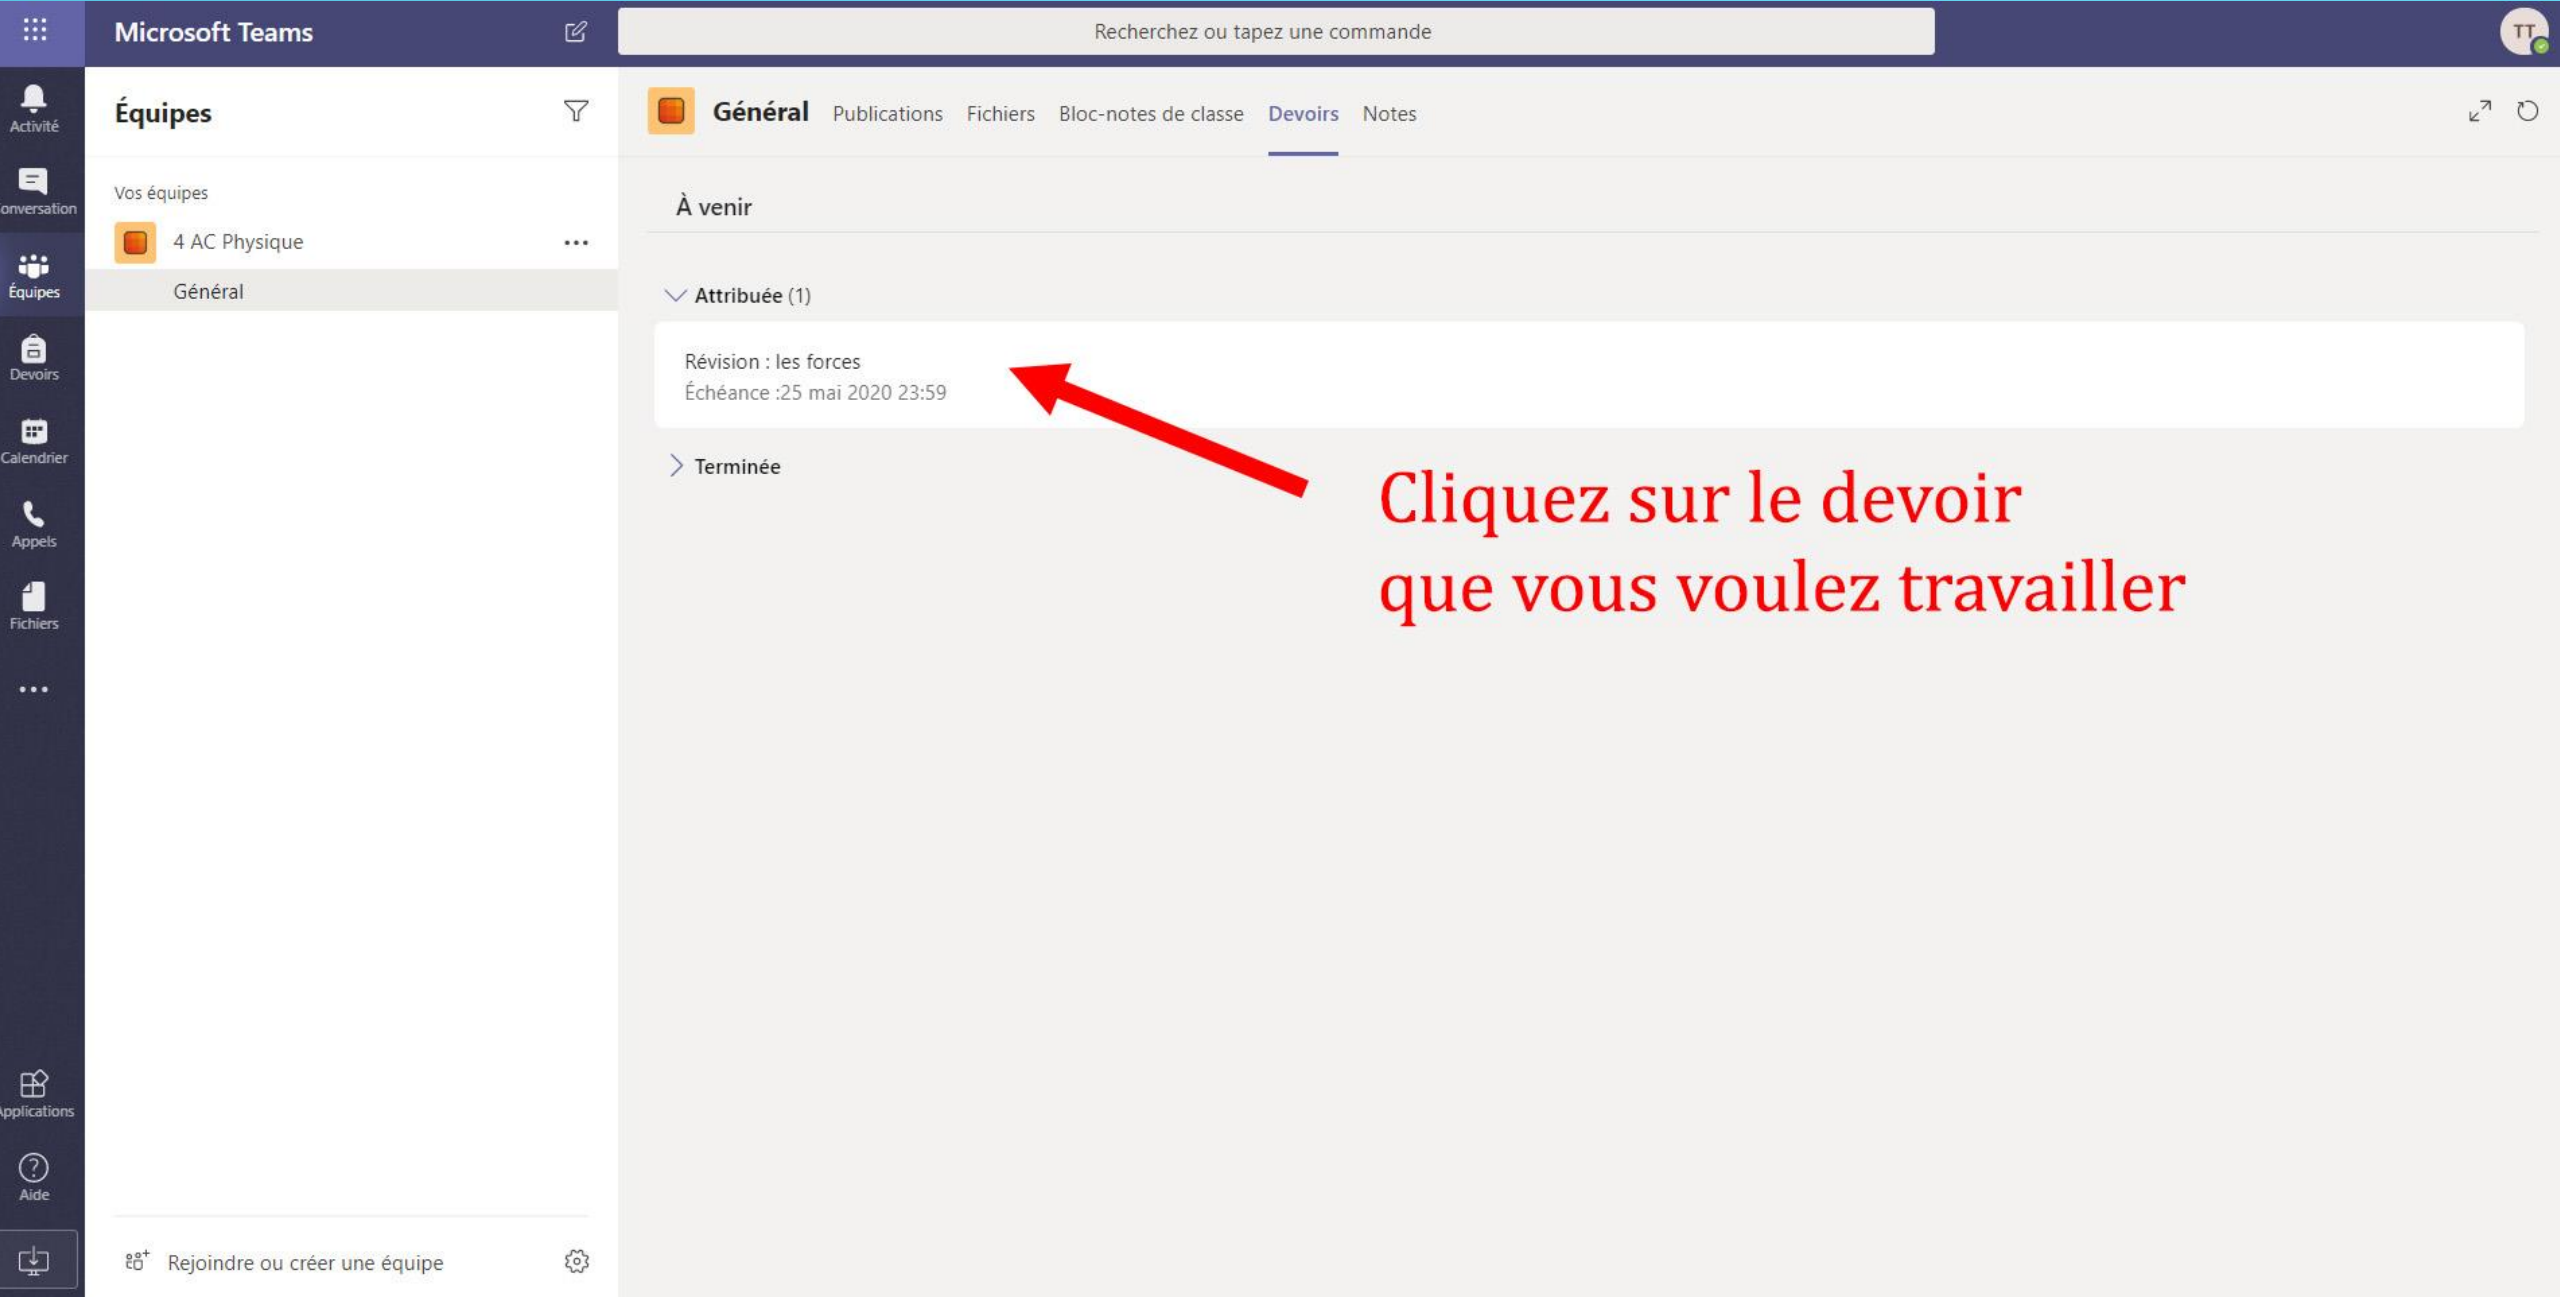 Microsoft Teams
Recherchez ou tapez une commande
TT
Activité
onversation
Équipes
Devoirs
Calendrier
Appels
Fichiers
Applications
Aide
Équipes
Vos équipes
4 AC Physique
Général
Rejoindre ou créer une équipe
Général Publications Fichiers Bloc-notes de classe Devoirs Notes
À venir
Attribuée (1)
Révision : les forces
Échéance :25 mai 2020 23:59
Terminée
Cliquez sur le devoir
que vous voulez travailler